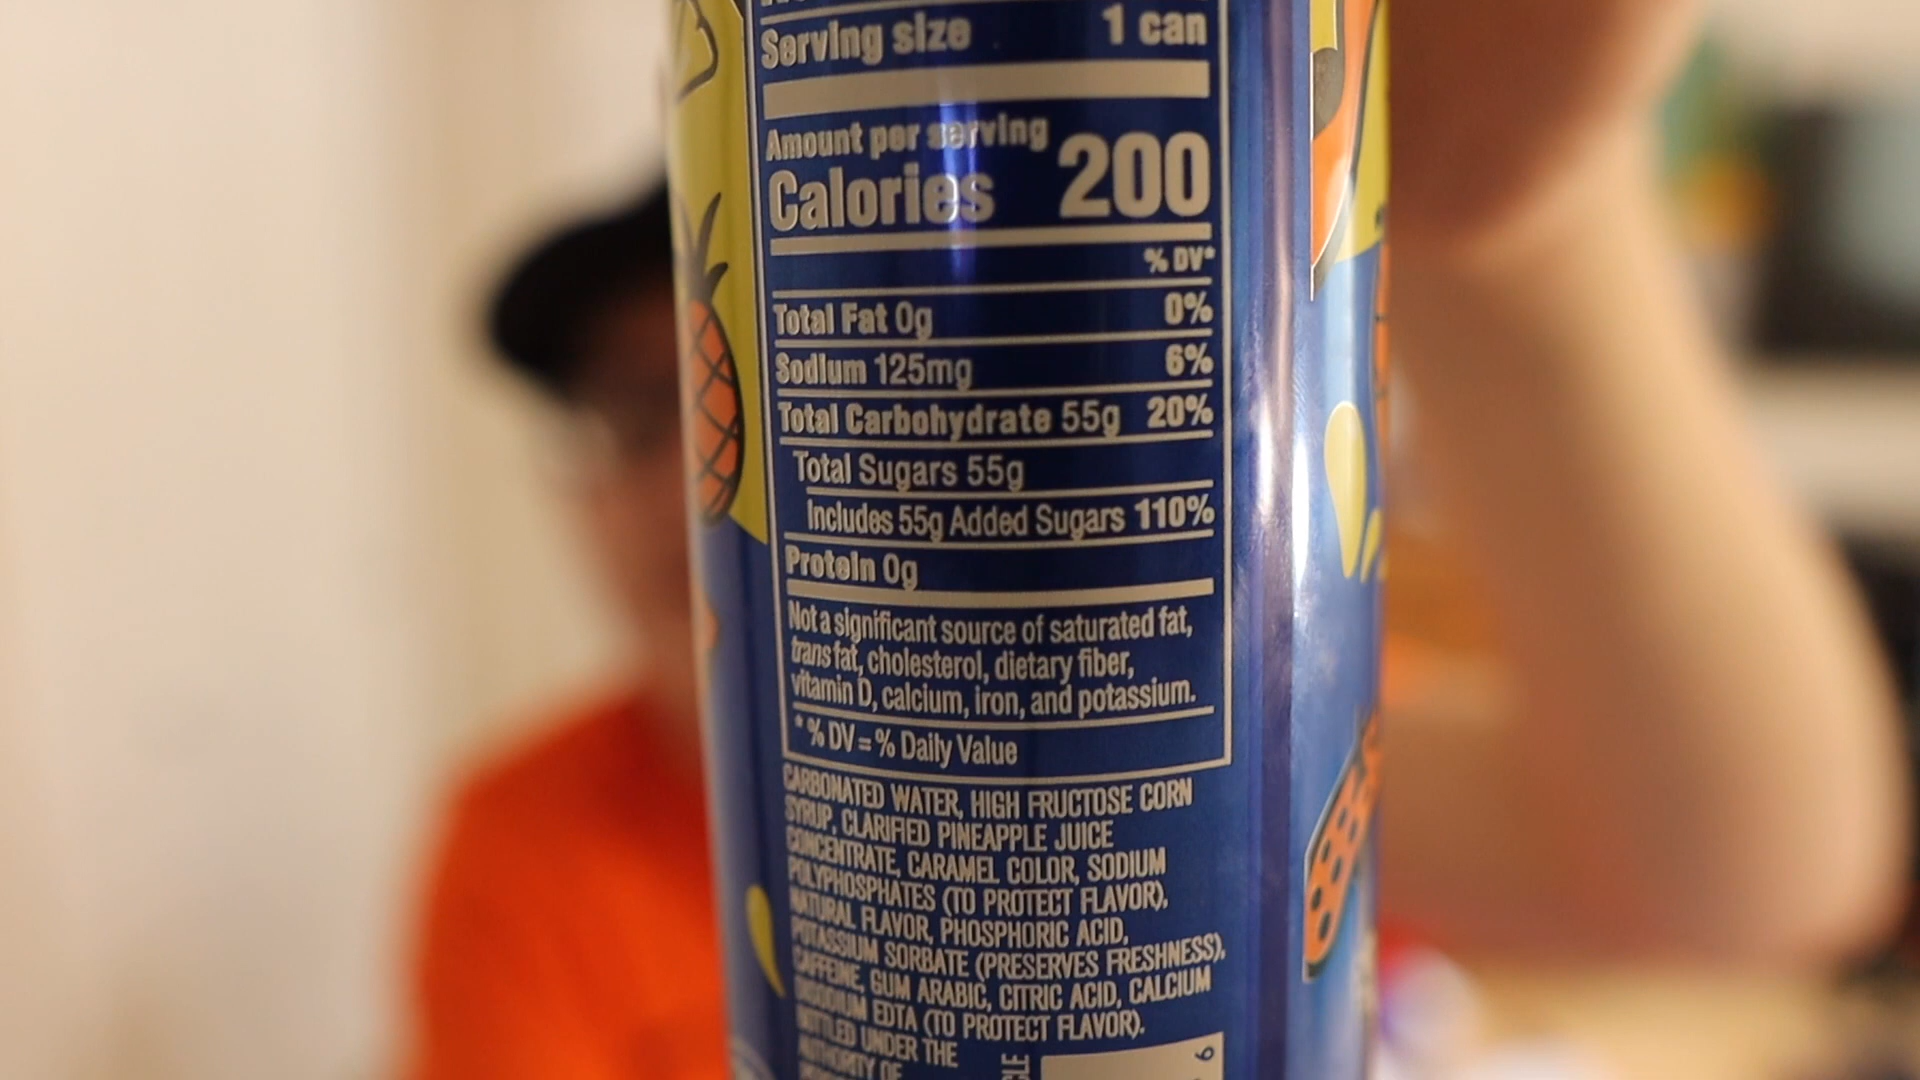 Serving size 1 can
Amount per serving
Calories 200
% DV*
Total Fat 0g 0%
Sodium 125mg 6%
Total Carbohydrate 55g 20%
Total Sugars 55g
Includes 55g Added Sugars 110%
Protein 0g
Not a significant source of saturated fat,
trans fat, cholesterol, dietary fiber,
vitamin D, calcium, iron, and potassium.
* % DV = % Daily Value
CARBONATED WATER, HIGH FRUCTOSE CORN
SYRUP, CLARIFIED PINEAPPLE JUICE
CONCENTRATE, CARAMEL COLOR, SODIUM
POLYPHOSPHATES (TO PROTECT FLAVOR),
NATURAL FLAVOR, PHOSPHORIC ACID,
POTASSIUM SORBATE (PRESERVES FRESHNESS),
CAFFEINE, GUM ARABIC, CITRIC ACID, CALCIUM
DISODIUM EDTA (TO PROTECT FLAVOR).
BOTTLED UNDER THE
AUTHORITY OF
6